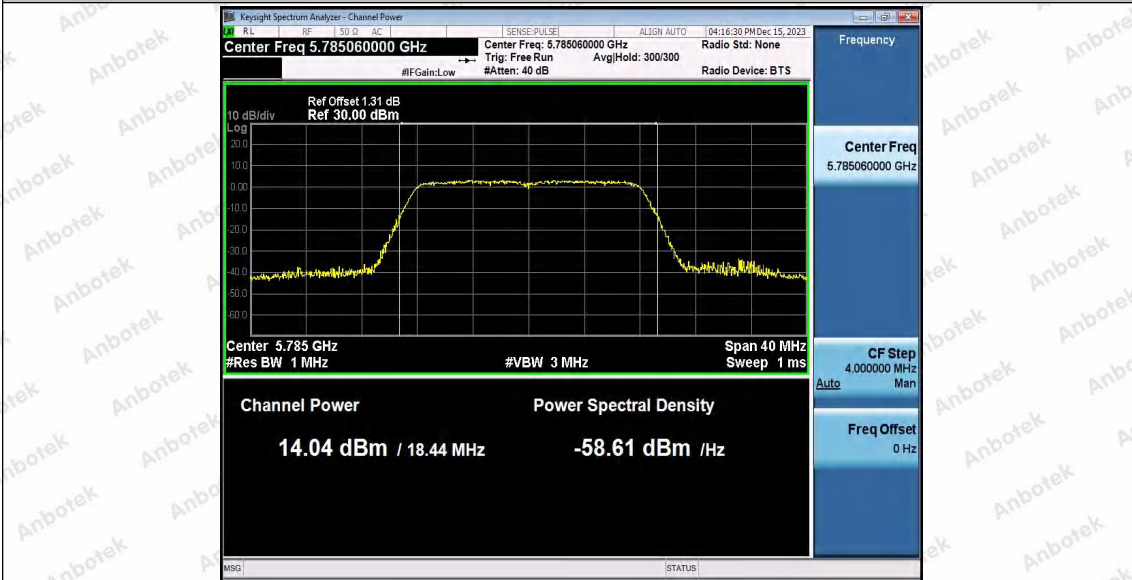 Keysight Spectrum Analyzer - Channel Power
RL RF 50 Ω AC SENSE:PULSE ALIGN AUTO 04:16:30 PM Dec 15, 2023
Center Freq 5.785060000 GHz
Center Freq: 5.785060000 GHz
Radio Std: None
Trig: Free Run Avg|Hold: 300/300
#IFGain:Low
#Atten: 40 dB
Radio Device: BTS
Ref Offset 1.31 dB
10 dB/div Ref 30.00 dBm
Log
20.0
10.0
0.00
-10.0
-20.0
-30.0
-40.0
-50.0
-60.0
Center 5.785 GHz
Span 40 MHz
#Res BW 1 MHz
#VBW 3 MHz
Sweep 1 ms
Channel Power
Power Spectral Density
14.04 dBm / 18.44 MHz
-58.61 dBm /Hz
MSG
STATUS
Frequency
Center Freq
5.785060000 GHz
CF Step
4.000000 MHz
Auto Man
Freq Offset
0 Hz
Anbotek